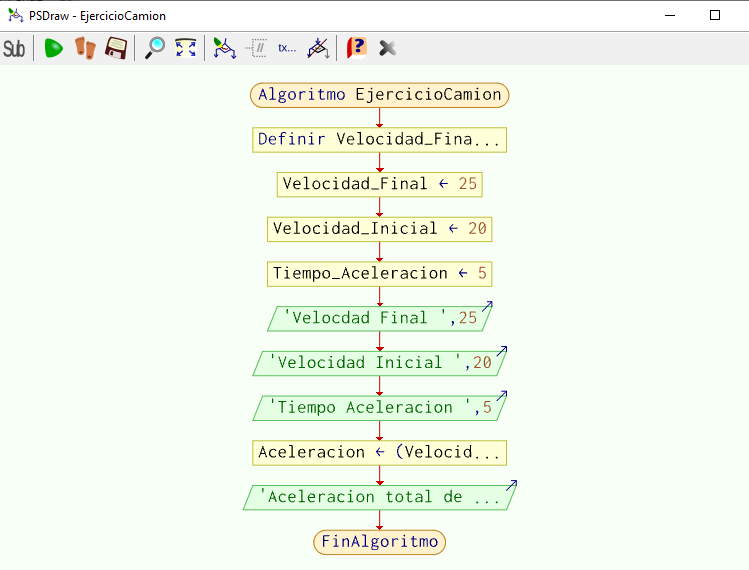 PSDraw - EjercicioCamion
Sub
tx...
?
Algoritmo EjercicioCamion
Definir Velocidad_Fina...
Velocidad_Final ← 25
Velocidad_Inicial ← 20
Tiempo_Aceleracion ← 5
'Velocdad Final ',25
'Velocidad Inicial ',20
'Tiempo Aceleracion ',5
Aceleracion ← (Velocid...
'Aceleracion total de ...
FinAlgoritmo